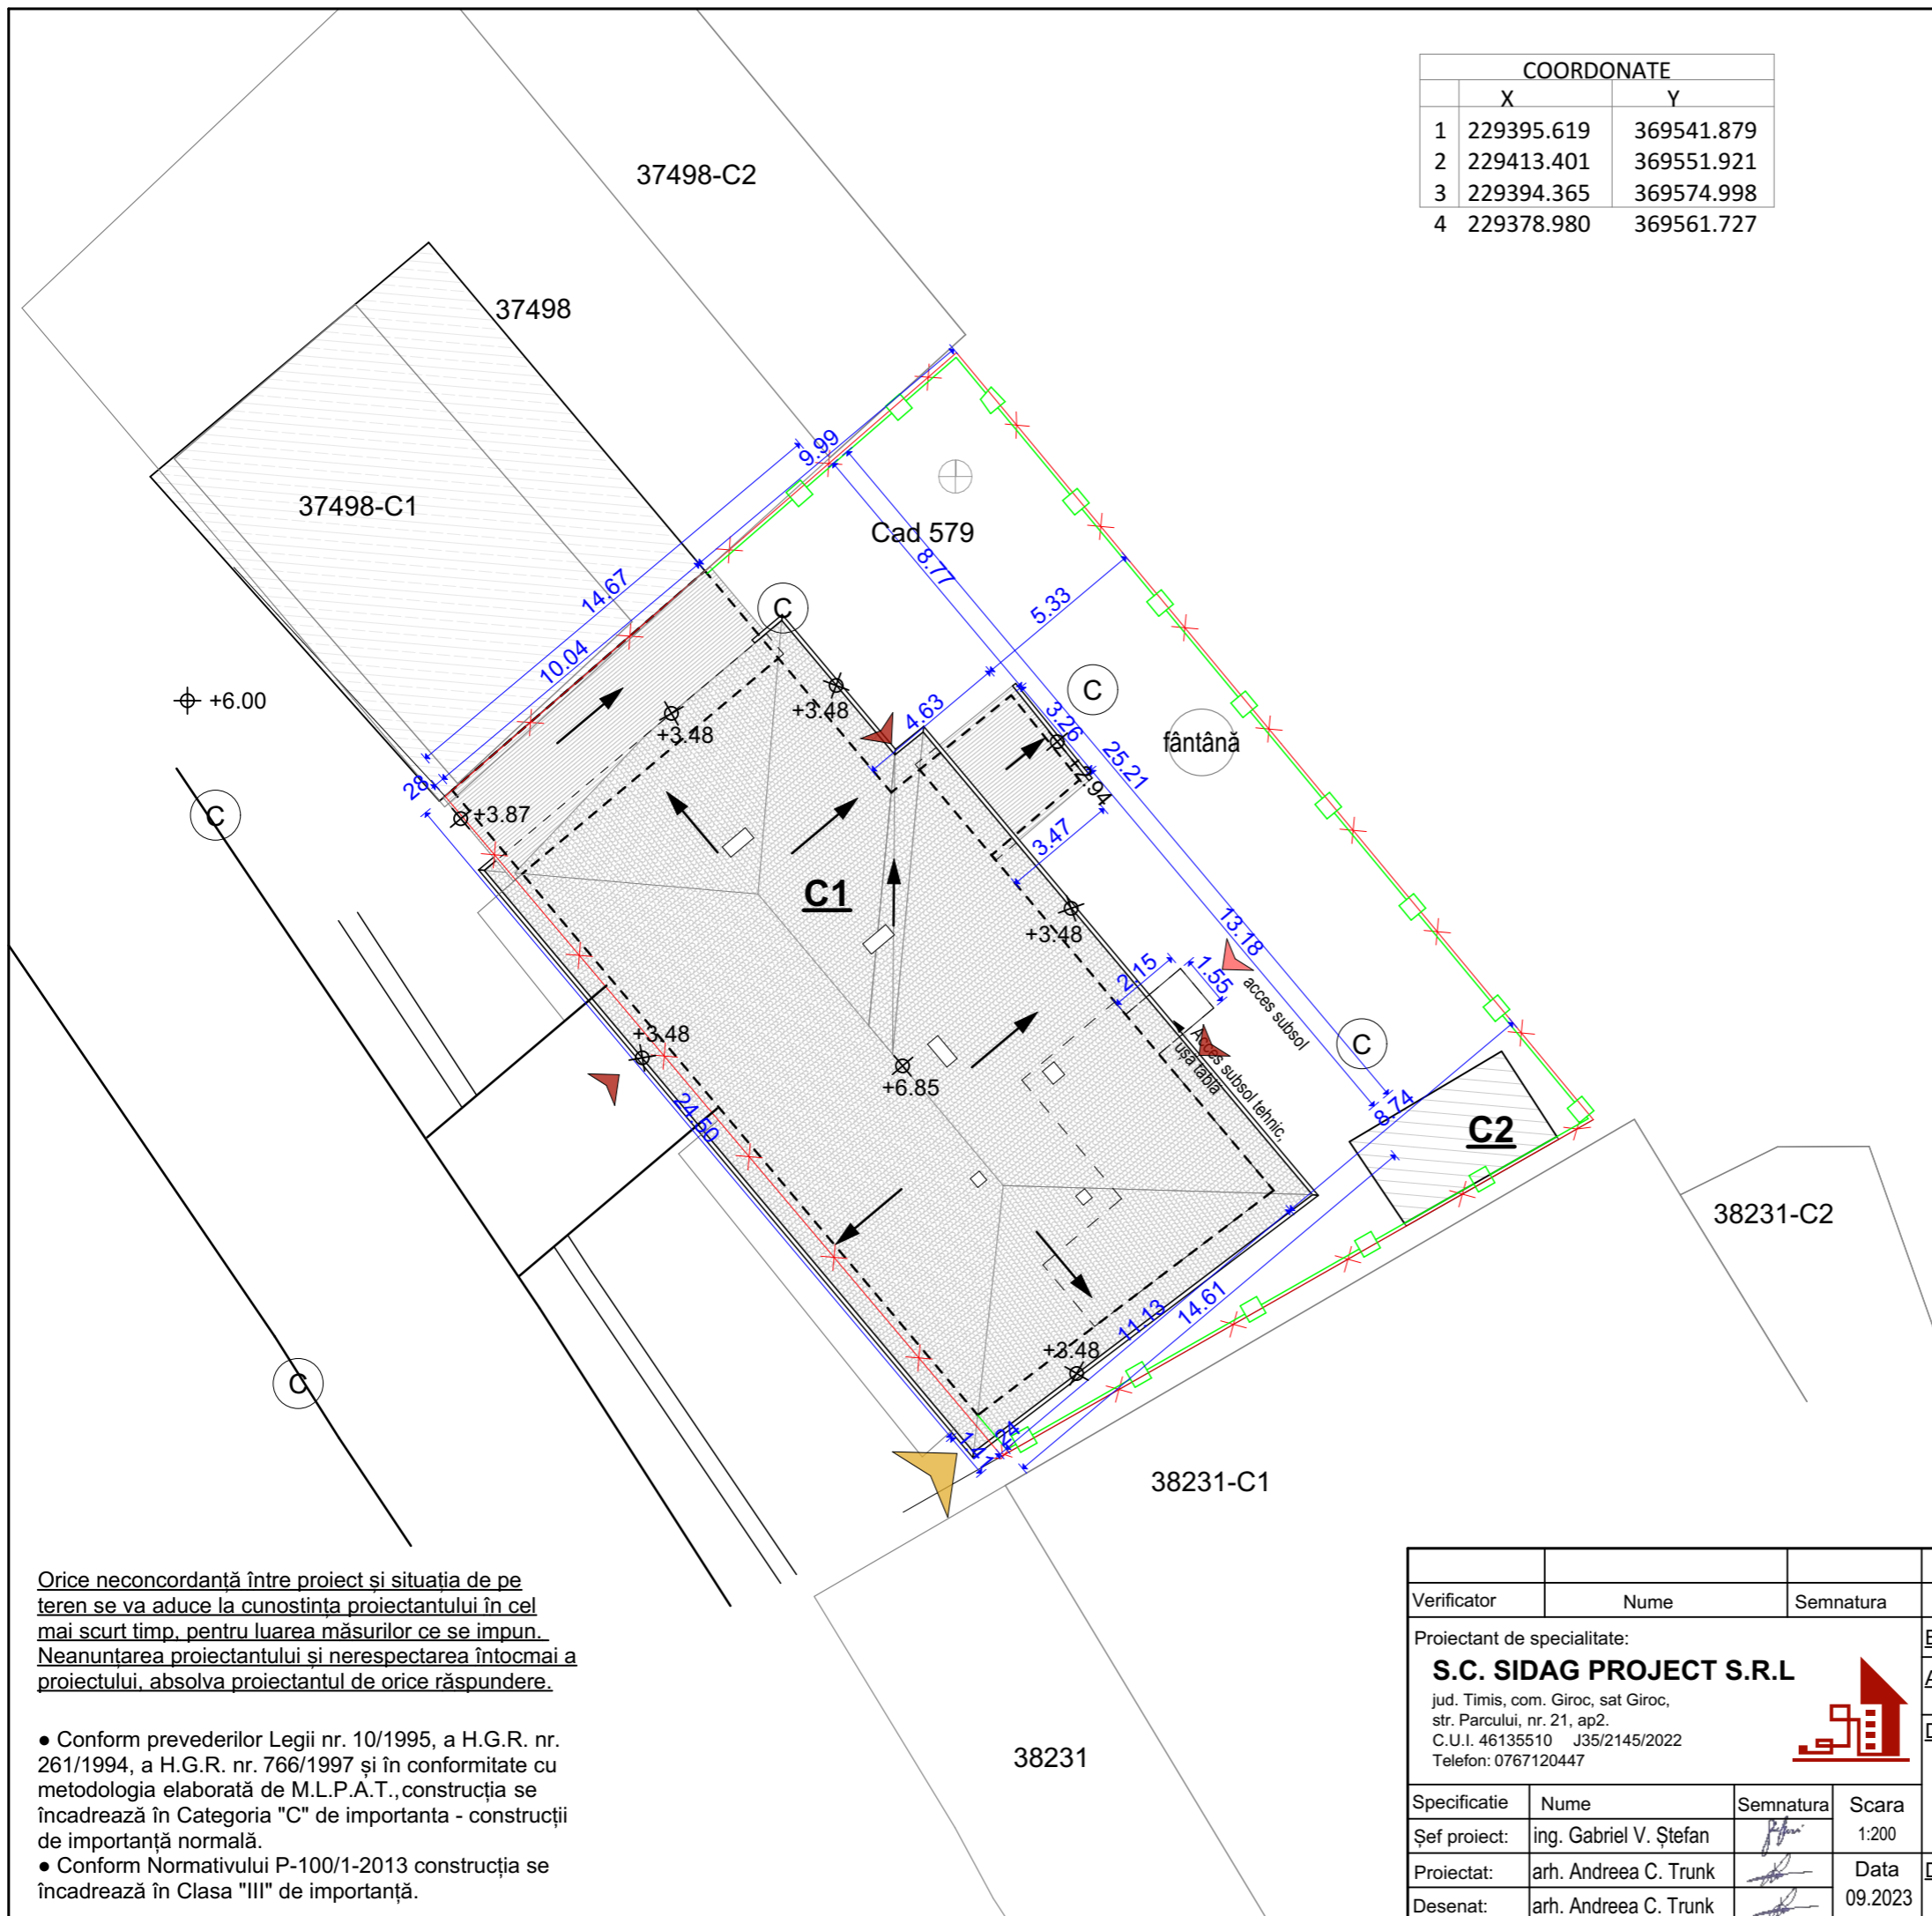 COORDONATE
X Y
1 229395.619 369541.879
2 229413.401 369551.921
3 229394.365 369574.998
4 229378.980 369561.727
37498-C2
37498
37498-C1
9.99
Cad 579
8.77
14.67
5.33
C
10.04
+6.00
+3.48
+3.48
4.63
C
3.26
fântână
25.21
+2.94
28
C
+3.87
3.47
C1
+3.48
13.18
2.15
1.55
acces subsol
Acces subsol tehnic,
ușă tablă
C
+3.48
+6.85
24.50
8.74
C2
38231-C2
14.61
11.13
+3.48
C
1.41
24
38231-C1
38231
Orice neconcordanță între proiect și situația de pe
teren se va aduce la cunostința proiectantului în cel
mai scurt timp, pentru luarea măsurilor ce se impun.
Neanunțarea proiectantului și nerespectarea întocmai a
proiectului, absolva proiectantul de orice răspundere.
● Conform prevederilor Legii nr. 10/1995, a H.G.R. nr.
261/1994, a H.G.R. nr. 766/1997 și în conformitate cu
metodologia elaborată de M.L.P.A.T., construcția se
încadrează în Categoria "C" de importanta - construcții
de importanță normală.
● Conform Normativului P-100/1-2013 construcția se
încadrează în Clasa "III" de importanță.
Verificator Nume Semnatura
Proiectant de specialitate:
S.C. SIDAG PROJECT S.R.L
jud. Timis, com. Giroc, sat Giroc,
str. Parcului, nr. 21, ap2.
C.U.I. 46135510 J35/2145/2022
Telefon: 0767120447
Specificatie Nume Semnatura Scara
Șef proiect: ing. Gabriel V. Ștefan 1:200
Proiectat: arh. Andreea C. Trunk Data
Desenat: arh. Andreea C. Trunk 09.2023